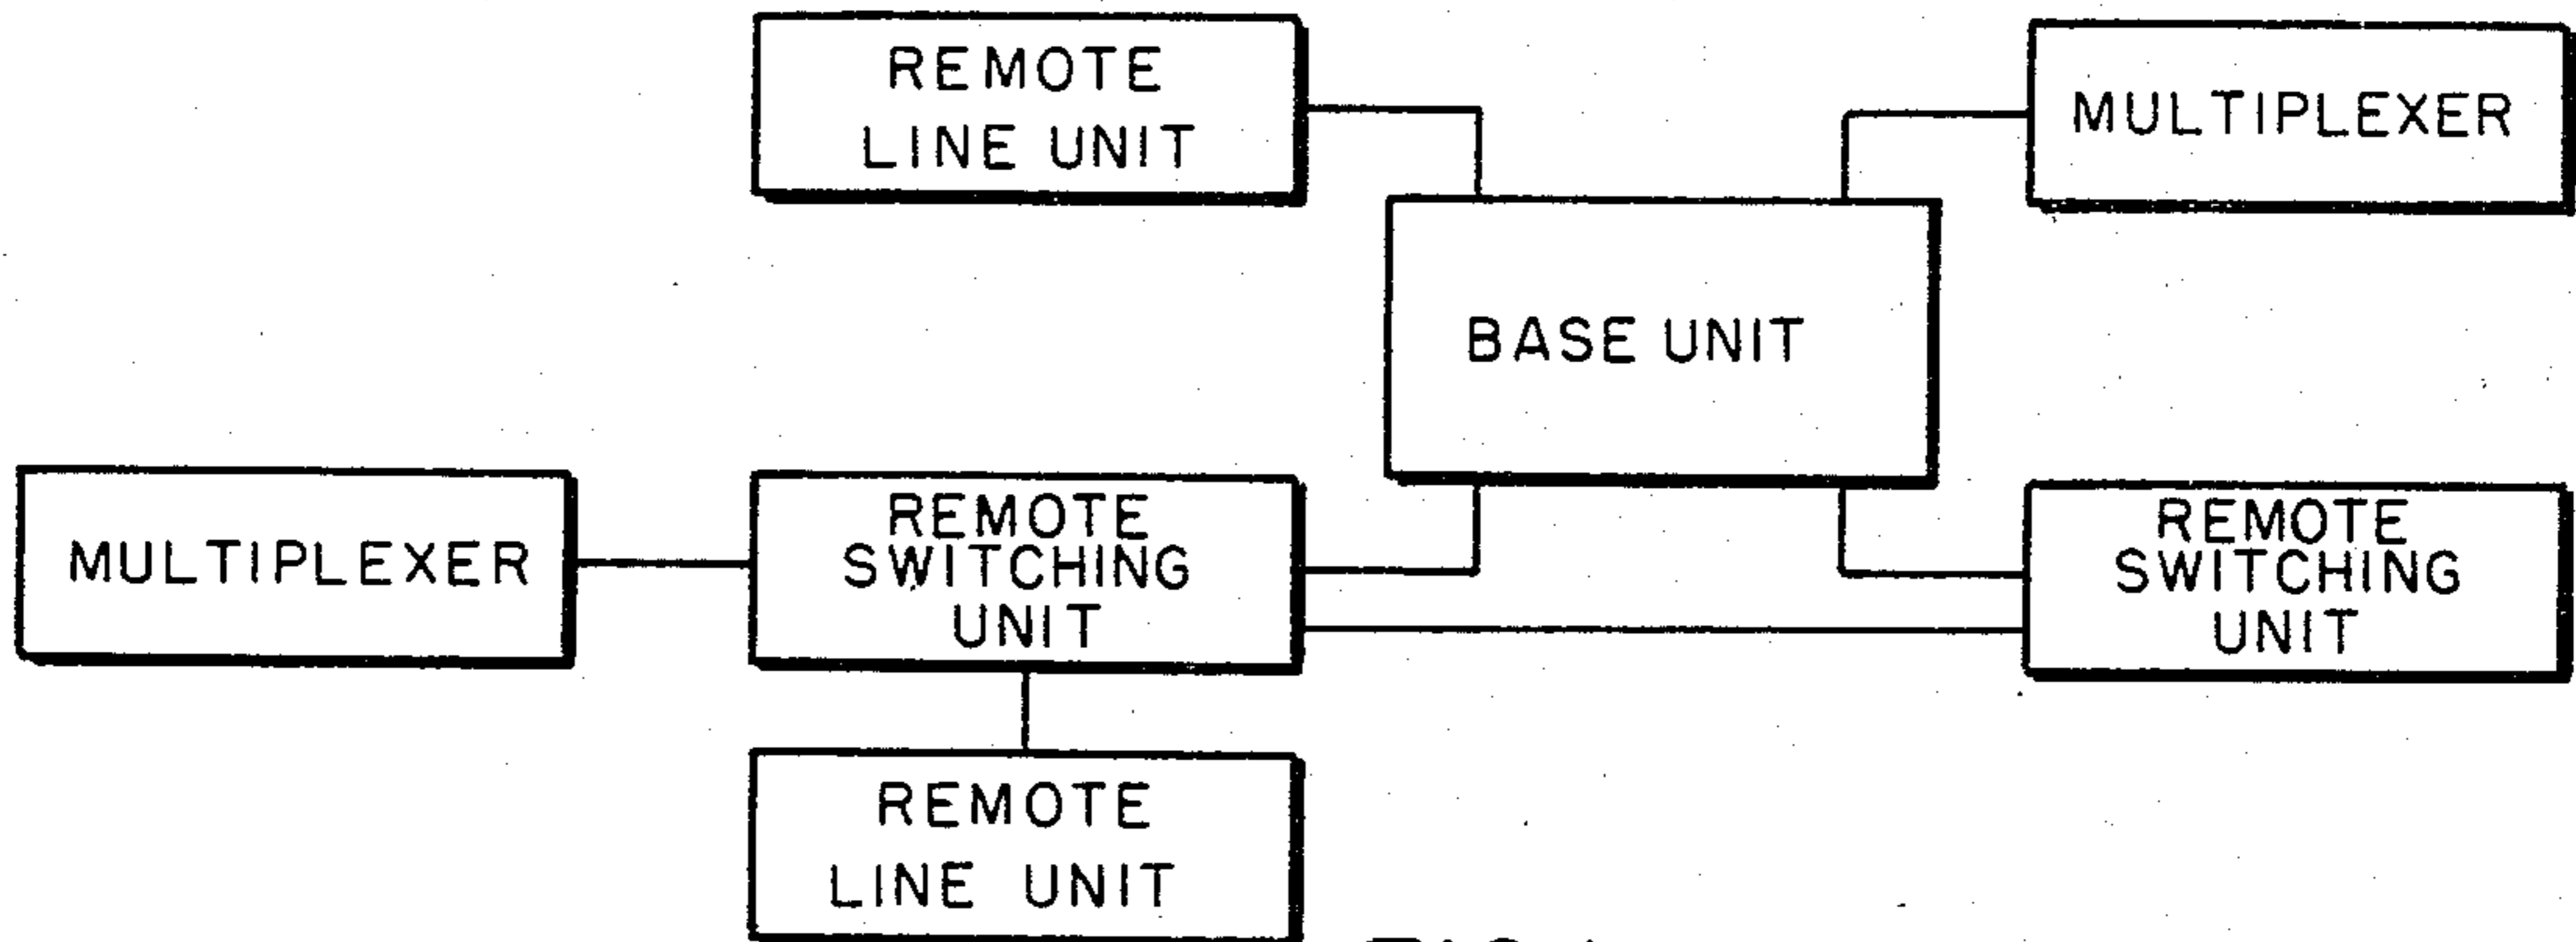 REMOTE
LINE UNIT
MULTIPLEXER
BASE UNIT
MULTIPLEXER
REMOTE
SWITCHING
UNIT
REMOTE
SWITCHING
UNIT
REMOTE
LINE UNIT